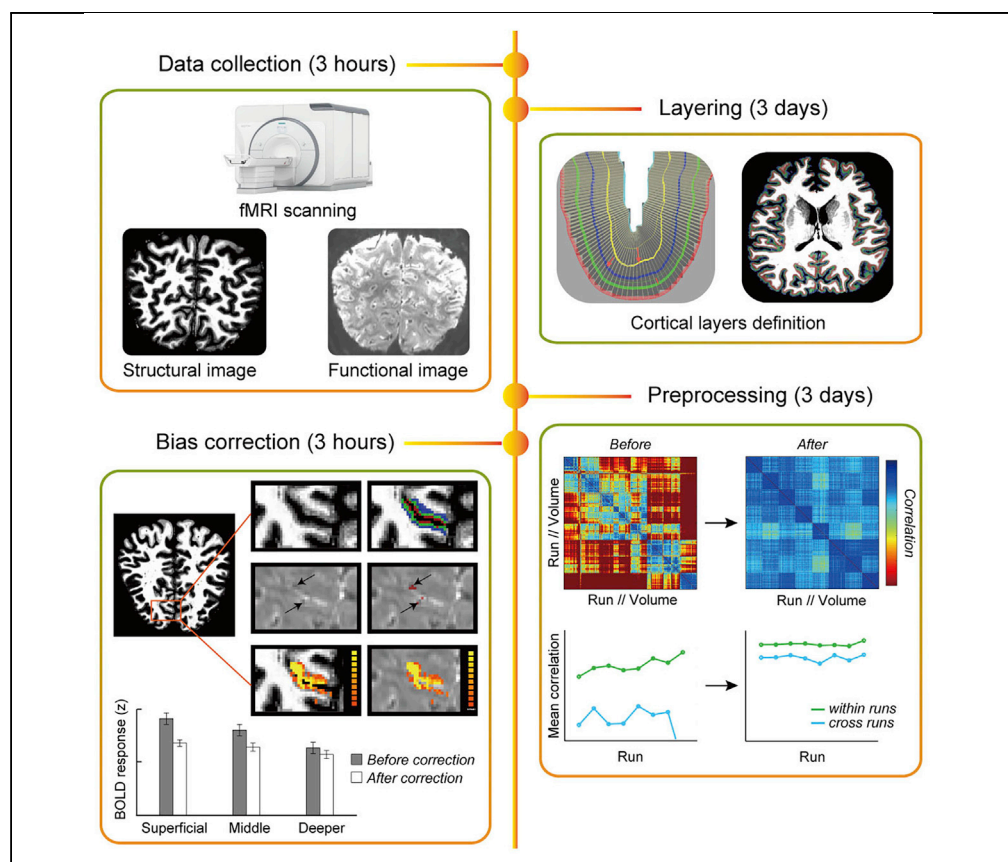 Data collection (3 hours)
fMRI scanning
Structural image
Functional image
Layering (3 days)
Cortical layers definition
Preprocessing (3 days)
Before
After
Run // Volume
Run // Volume
Run // Volume
Correlation
Mean correlation
Run
Run
within runs
cross runs
Bias correction (3 hours)
BOLD response (z)
Superficial
Middle
Deeper
Before correction
After correction